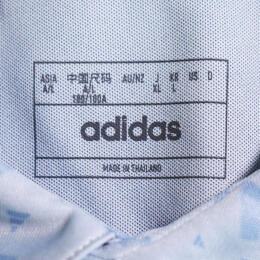 ASIA 中国尺码 AU/NZ J KR US D
A/L A/L XL L
180/100A
adidas
MADE IN THAILAND